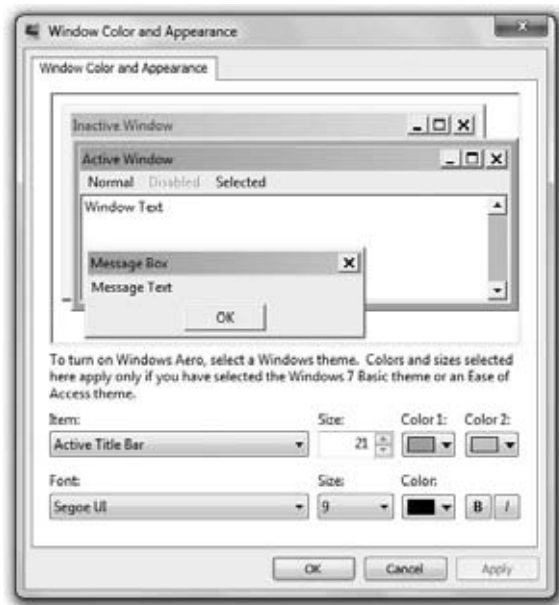 Window Color and Appearance
Window Color and Appearance
Inactive Window
Active Window
Normal Disabled Selected
Window Text
Message Box
Message Text
OK
To turn on Windows Aero, select a Windows theme. Colors and sizes selected
here apply only if you have selected the Windows 7 Basic theme or an Ease of
Access theme.
Item: Size: Color 1: Color 2:
Active Title Bar 21
Font: Size: Color:
Segoe UI 9 B I
OK Cancel Apply